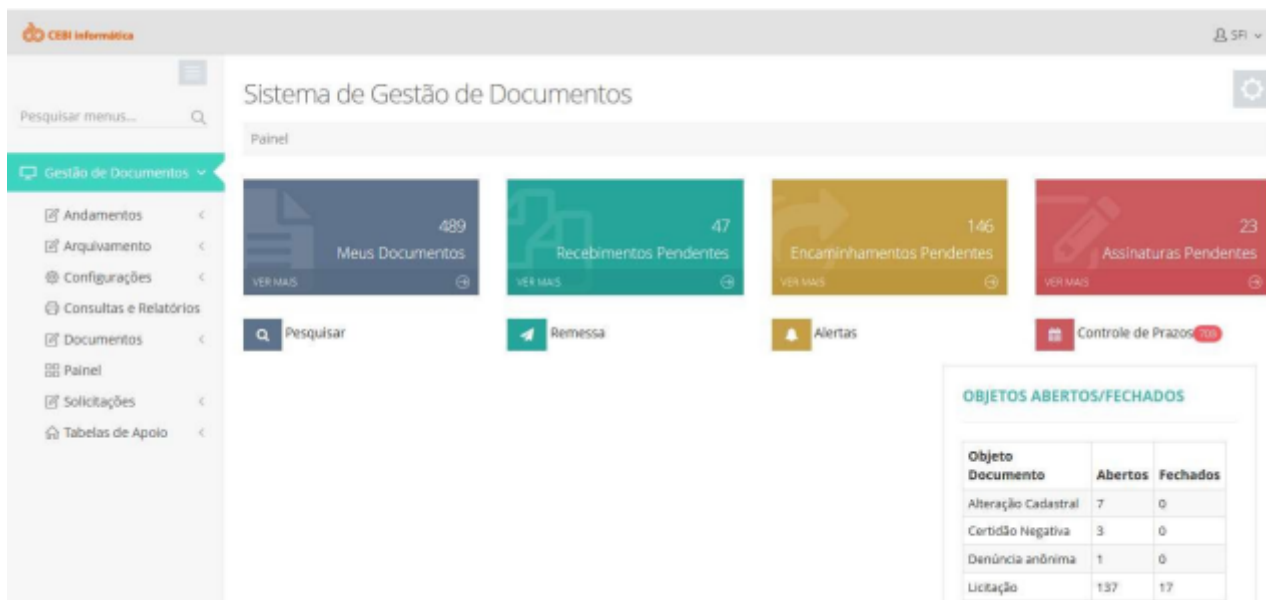 CEBI informática
SFI
Pesquisar menus...
Sistema de Gestão de Documentos
Painel
Gestão de Documentos
Andamentos
Arquivamento
Configurações
Consultas e Relatórios
Documentos
Painel
Solicitações
Tabelas de Apoio
489
Meus Documentos
VER MAIS
47
Recebimentos Pendentes
VER MAIS
146
Encaminhamentos Pendentes
VER MAIS
23
Assinaturas Pendentes
VER MAIS
Pesquisar
Remessa
Alertas
Controle de Prazos
OBJETOS ABERTOS/FECHADOS
Objeto
Documento Abertos Fechados
Alteração Cadastral 7 0
Certidão Negativa 3 0
Denúncia anônima 1 0
Licitação 137 17